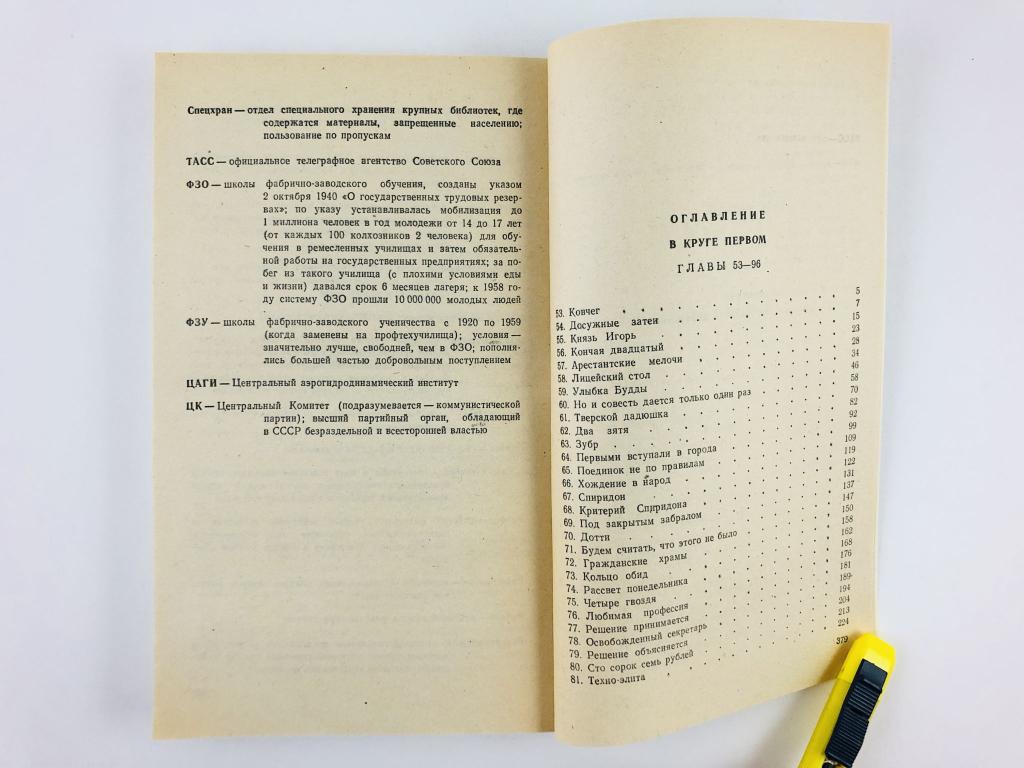 Спецхран — отдел специального хранения крупных библиотек, где
содержатся материалы, запрещенные населению;
пользование по пропускам
ТАСС — официальное телеграфное агентство Советского Союза
ФЗО — школы фабрично-заводского обучения, созданы указом
2 октября 1940 «О государственных трудовых резер-
вах»; по указу устанавливалась мобилизация до
1 миллиона человек в год молодежи от 14 до 17 лет
(от каждых 100 колхозников 2 человека) для обу-
чения в ремесленных училищах и затем обязатель-
ной работы на государственных предприятиях; за по-
бег из такого училища (с плохими условиями еды
и жизни) давался срок 6 месяцев лагеря; к 1958 го-
ду систему ФЗО прошли 10 000 000 молодых людей
ФЗУ — школы фабрично-заводского ученичества с 1920 по 1959
(когда заменены на профтехучилища); условия —
значительно лучше, свободней, чем в ФЗО; пополня-
лись большей частью добровольным поступлением
ЦАГИ — Центральный аэрогидродинамический институт
ЦК — Центральный Комитет (подразумевается — коммунистической
партии); высший партийный орган, обладающий
в СССР безраздельной и всесторонней властью
ОГЛАВЛЕНИЕ
В КРУГЕ ПЕРВОМ
ГЛАВЫ 53—96
53. Ковчег 5
54. Досужные затеи 7
55. Князь Игорь 15
56. Кончая двадцатый 23
57. Арестантские мелочи 28
58. Лицейский стол 34
59. Улыбка Будды 46
60. Но и совесть дается только один раз 58
61. Тверской дядюшка 70
62. Два зятя 82
63. Зубр 92
64. Первыми вступали в города 99
65. Поединок не по правилам 109
66. Хождение в народ 119
67. Спиридон 122
68. Критерий Спиридона 131
69. Под закрытым забралом 137
70. Дотти 147
71. Будем считать, что этого не было 150
72. Гражданские храмы 158
73. Кольцо обид 162
74. Рассвет понедельника 168
75. Четыре гвоздя 176
76. Любимая профессия 181
77. Решение принимается 189
78. Освобожденный секретарь 194
79. Решение объясняется 204
80. Сто сорок семь рублей 213
81. Техно-элита 224
379